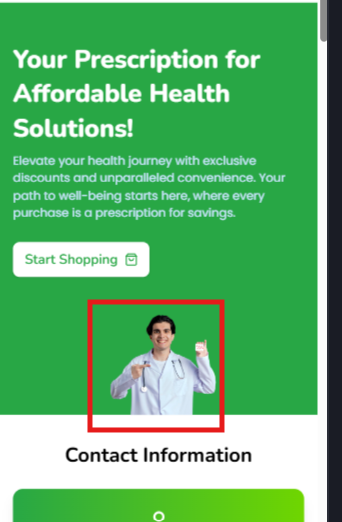 Your Prescription for
Affordable Health
Solutions!
Elevate your health journey with exclusive
discounts and unparalleled convenience. Your
path to well-being starts here, where every
purchase is a prescription for savings.
Start Shopping
Contact Information